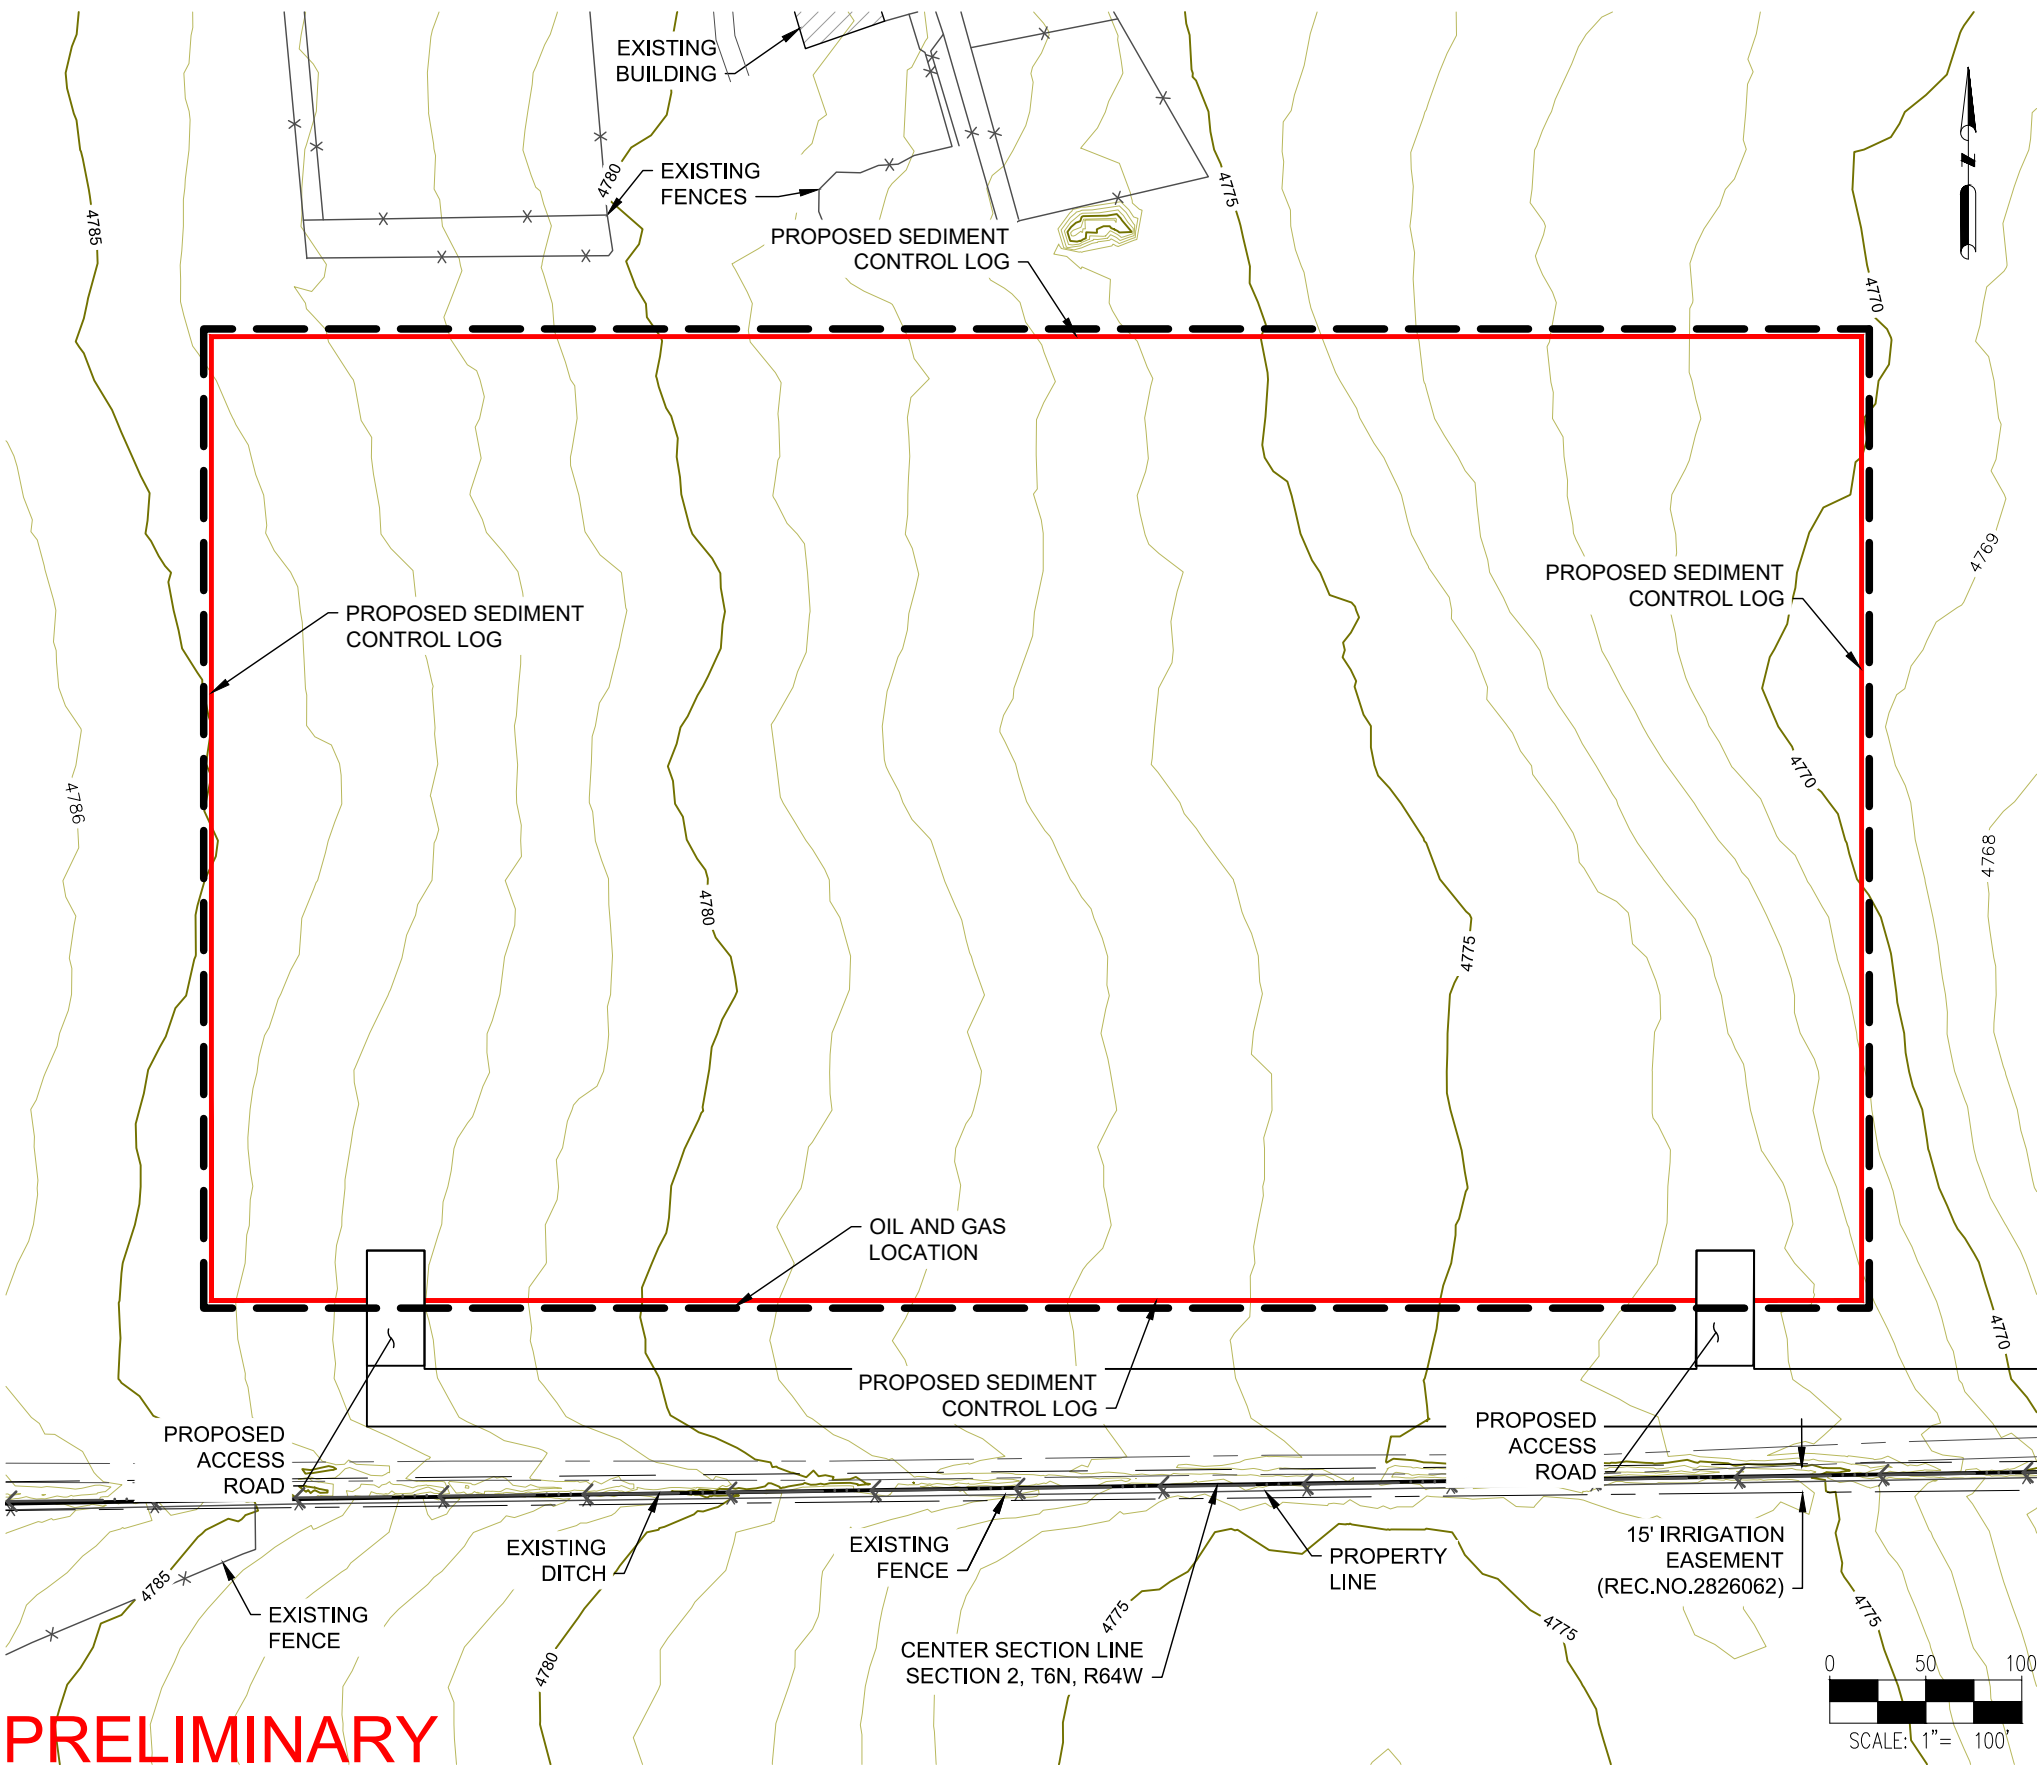 EXISTING
BUILDING
EXISTING
FENCES
4780
4785
4775
PROPOSED SEDIMENT
CONTROL LOG
N
4770
4769
PROPOSED SEDIMENT
CONTROL LOG
PROPOSED SEDIMENT
CONTROL LOG
4786
4770
4768
4780
4775
OIL AND GAS
LOCATION
4770
PROPOSED SEDIMENT
CONTROL LOG
PROPOSED
ACCESS
ROAD
PROPOSED
ACCESS
ROAD
EXISTING
DITCH
EXISTING
FENCE
PROPERTY
LINE
15' IRRIGATION
EASEMENT
(REC.NO.2826062)
4785
EXISTING
FENCE
4775
4775
4775
4780
CENTER SECTION LINE
SECTION 2, T6N, R64W
0 50 100
SCALE: 1"= 100'
PRELIMINARY